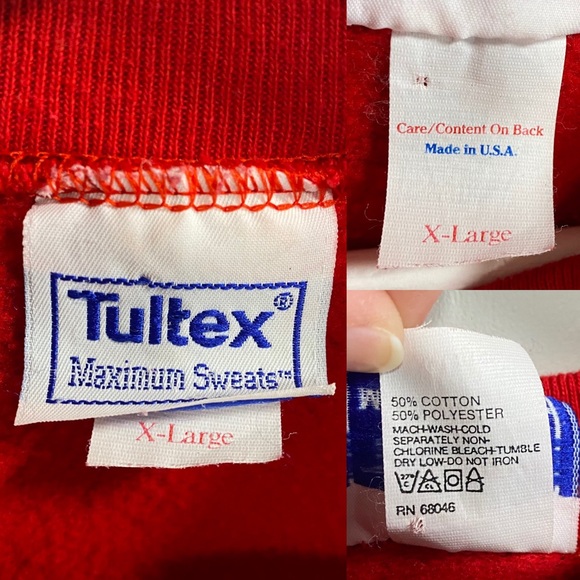 Tultex®
Maximum Sweats™
X-Large
Care/Content On Back
Made in U.S.A.
X-Large
50% COTTON
50% POLYESTER
MACH-WASH-COLD
SEPARATELY NON-
CHLORINE BLEACH-TUMBLE
DRY LOW-DO NOT IRON
RN 68046